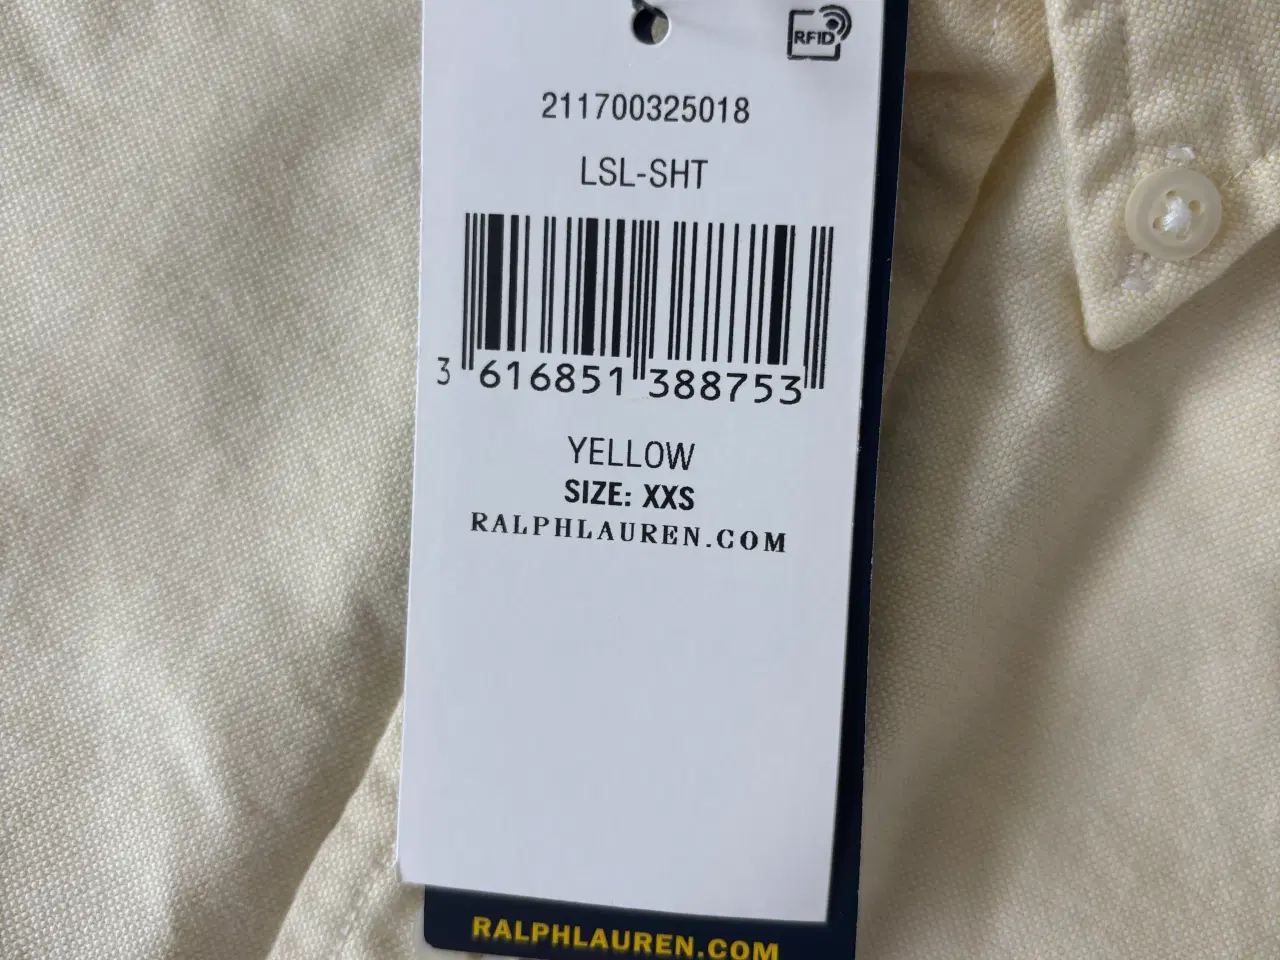 RFID
211700325018
LSL-SHT
3 616851 388753
YELLOW
SIZE: XXS
RALPHLAUREN.COM
RALPHLAUREN.COM